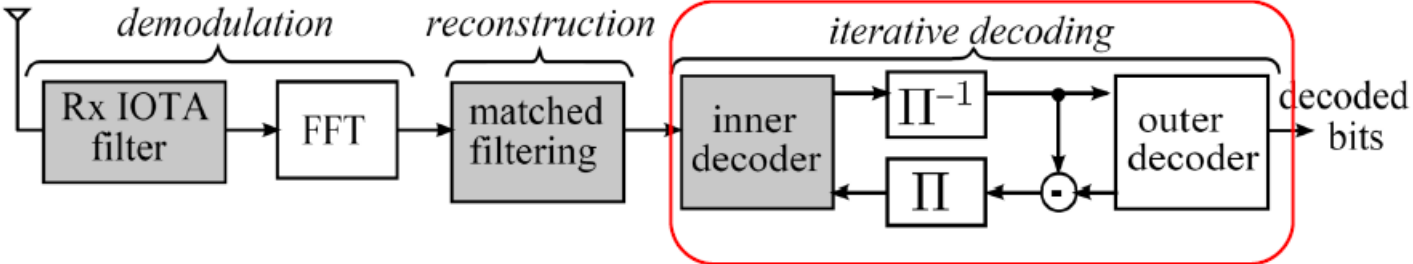 demodulation
reconstruction
iterative decoding
Rx IOTA
filter
FFT
matched
filtering
inner
decoder
Π⁻¹
Π
-
outer
decoder
decoded
bits